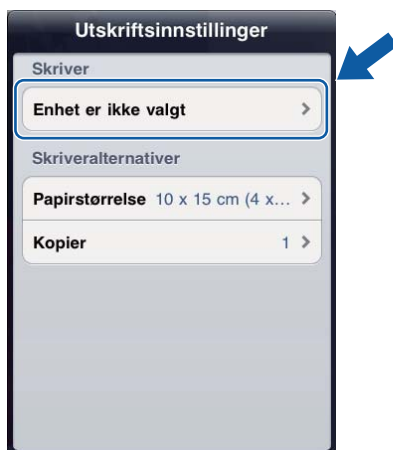 Utskriftsinnstillinger
Skriver
Enhet er ikke valgt
Skriveralternativer
Papirstørrelse 10 x 15 cm (4 x...
Kopier 1